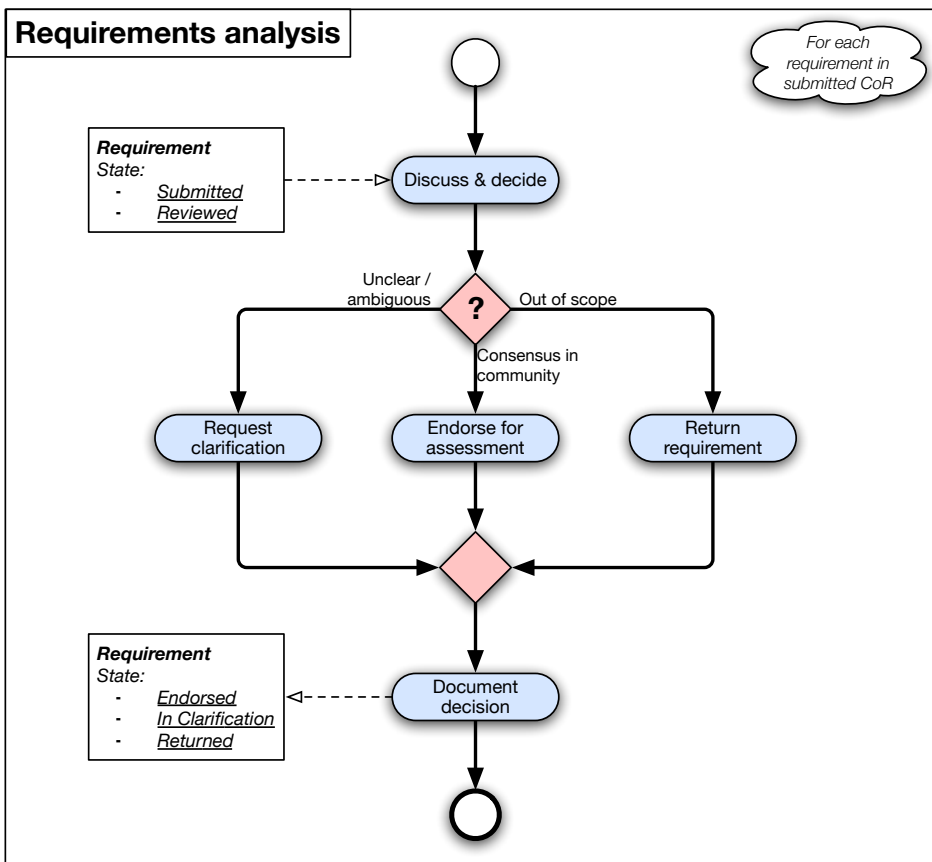 Requirements analysis
For each
requirement in
submitted CoR
Requirement
State:
- Submitted
- Reviewed
Discuss & decide
Unclear /
ambiguous
?
Out of scope
Consensus in
community
Request
clarification
Endorse for
assessment
Return
requirement
Requirement
State:
- Endorsed
- In Clarification
- Returned
Document
decision